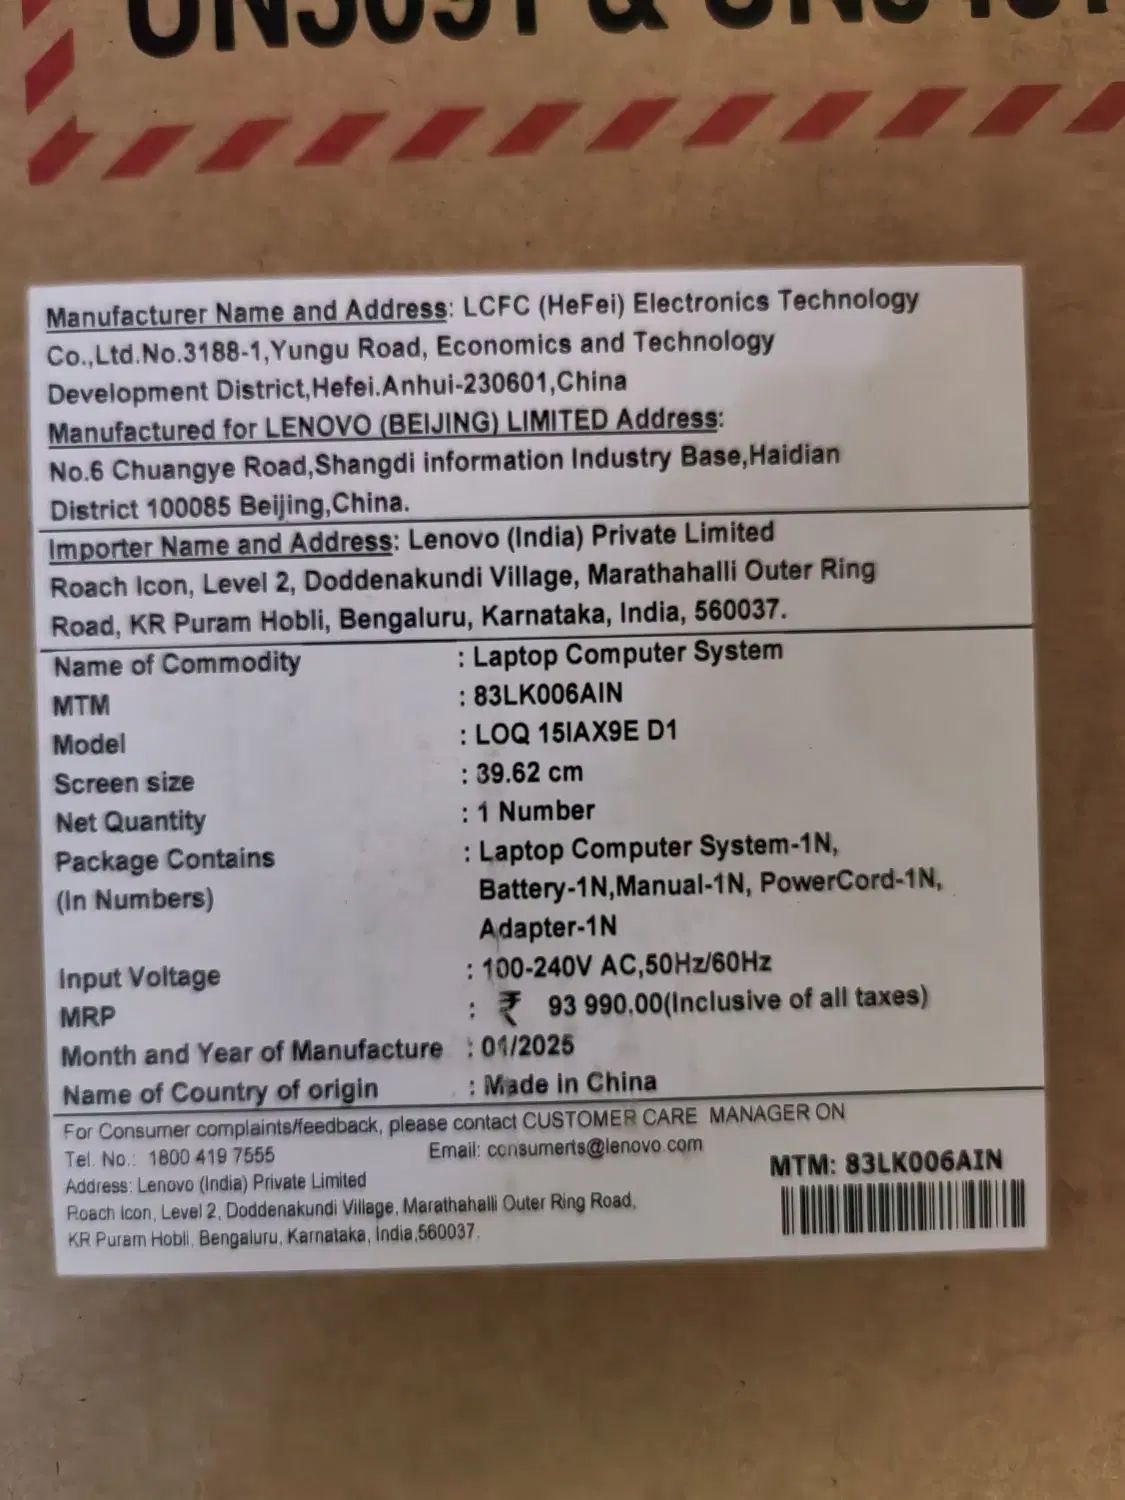 UN3091 &
Manufacturer Name and Address: LCFC (HeFei) Electronics Technology
Co.,Ltd.No.3188-1,Yungu Road, Economics and Technology
Development District,Hefei.Anhui-230601,China
Manufactured for LENOVO (BEIJING) LIMITED Address:
No.6 Chuangye Road,Shangdi information Industry Base,Haidian
District 100085 Beijing,China.
Importer Name and Address: Lenovo (India) Private Limited
Roach Icon, Level 2, Doddenakundi Village, Marathahalli Outer Ring
Road, KR Puram Hobli, Bengaluru, Karnataka, India, 560037.
Name of Commodity : Laptop Computer System
MTM : 83LK006AIN
Model : LOQ 15IAX9E D1
Screen size : 39.62 cm
Net Quantity : 1 Number
Package Contains : Laptop Computer System-1N,
(In Numbers) Battery-1N,Manual-1N, PowerCord-1N,
Adapter-1N
Input Voltage : 100-240V AC,50Hz/60Hz
MRP : ₹ 93 990.00(Inclusive of all taxes)
Month and Year of Manufacture : 01/2025
Name of Country of origin : Made in China
For Consumer complaints/feedback, please contact CUSTOMER CARE MANAGER ON
Tel. No.: 1800 419 7555 Email: consumerts@lenovo.com
Address: Lenovo (India) Private Limited
Roach Icon, Level 2, Doddenakundi Village, Marathahalli Outer Ring Road,
KR Puram Hobli, Bengaluru, Karnataka, India,560037.
MTM: 83LK006AIN